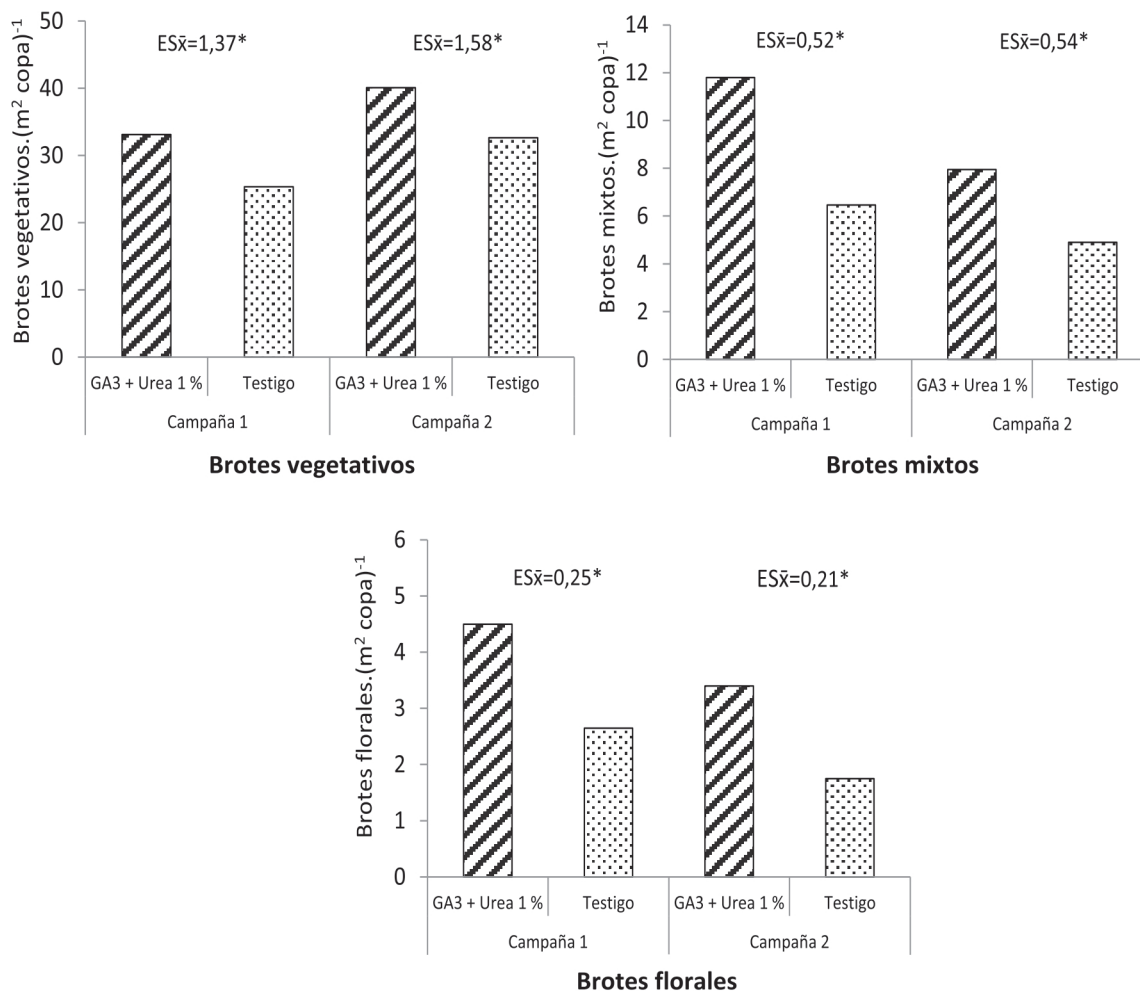 Brotes vegetativos.(m² copa)⁻¹
50
40
30
20
10
0
ESx̄=1,37*
ESx̄=1,58*
GA3 + Urea 1 %
Testigo
GA3 + Urea 1 %
Testigo
Campaña 1
Campaña 2
Brotes vegetativos
Brotes mixtos.(m² copa)⁻¹
14
12
10
8
6
4
2
0
ESx̄=0,52*
ESx̄=0,54*
GA3 + Urea 1 %
Testigo
GA3 + Urea 1 %
Testigo
Campaña 1
Campaña 2
Brotes mixtos
Brotes florales.(m² copa)⁻¹
6
5
4
3
2
1
0
ESx̄=0,25*
ESx̄=0,21*
GA3 + Urea 1 %
Testigo
GA3 + Urea 1 %
Testigo
Campaña 1
Campaña 2
Brotes florales